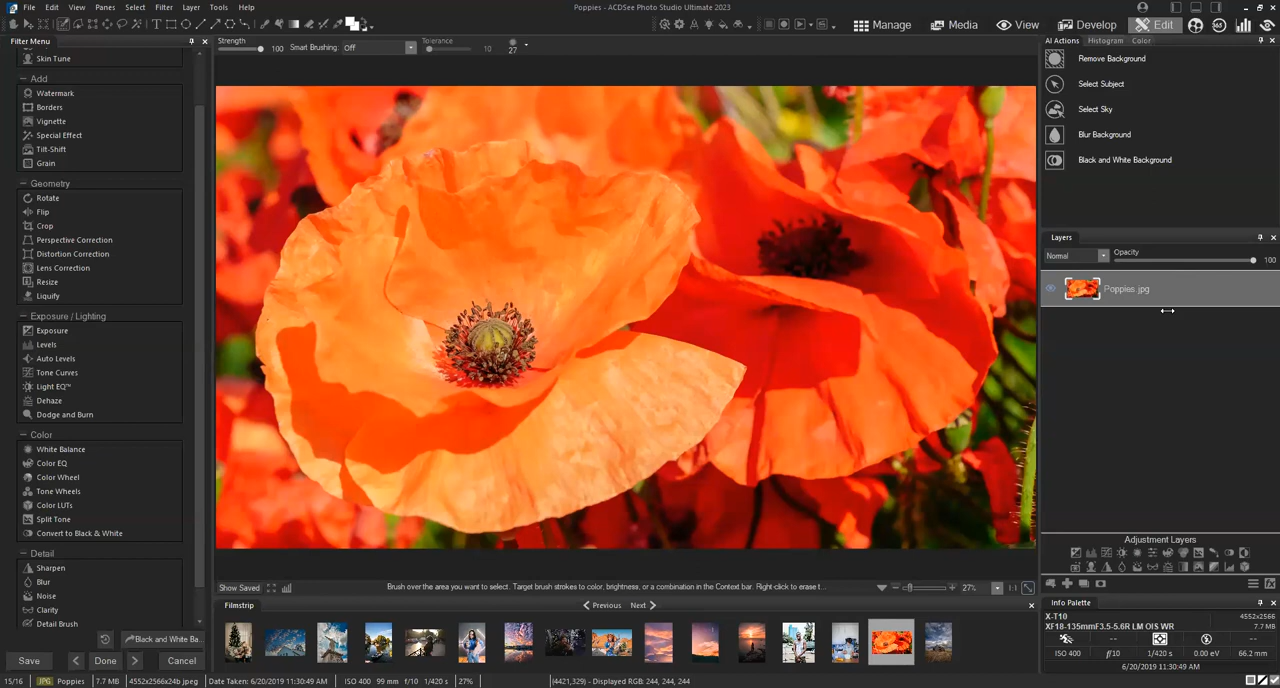 Poppies - ACDSee Photo Studio Ultimate 2023
File Edit View Panes Select Filter Layer Tools Help
Manage Media View Develop Edit
Filter Menu
Strength 100 Smart Brushing: Off Tolerance 10 27
Skin Tune
Add
Watermark
Borders
Vignette
Special Effect
Tilt-Shift
Grain
Geometry
Rotate
Flip
Crop
Perspective Correction
Distortion Correction
Lens Correction
Resize
Liquify
Exposure / Lighting
Exposure
Levels
Auto Levels
Tone Curves
Light EQ™
Dehaze
Dodge and Burn
Color
White Balance
Color EQ
Color Wheel
Tone Wheels
Color LUTs
Split Tone
Convert to Black & White
Detail
Sharpen
Blur
Noise
Clarity
Detail Brush
Black and White Ba...
Save Done Cancel
AI Actions Histogram Color
Remove Background
Select Subject
Select Sky
Blur Background
Black and White Background
Layers
Normal Opacity 100
Poppies.jpg
Adjustment Layers
Show Saved Brush over the area you want to select. Target brush strokes to color, brightness, or a combination in the Context bar. Right-click to erase t... 27% 1:1
Filmstrip Previous Next
Info Palette
X-T10 4552x2566
XF18-135mmF3.5-5.6R LM OIS WR 7.7 MB
-- --
ISO 400 f/10 1/420 s 0.00 eV 66.2 mm
6/20/2019 11:30:49 AM
15/16 JPG Poppies 7.7 MB 4552x2566x24b jpeg Date Taken: 6/20/2019 11:30:49 AM ISO 400 99 mm f/10 1/420 s 27% (4421,329) - Displayed RGB: 244, 244, 244